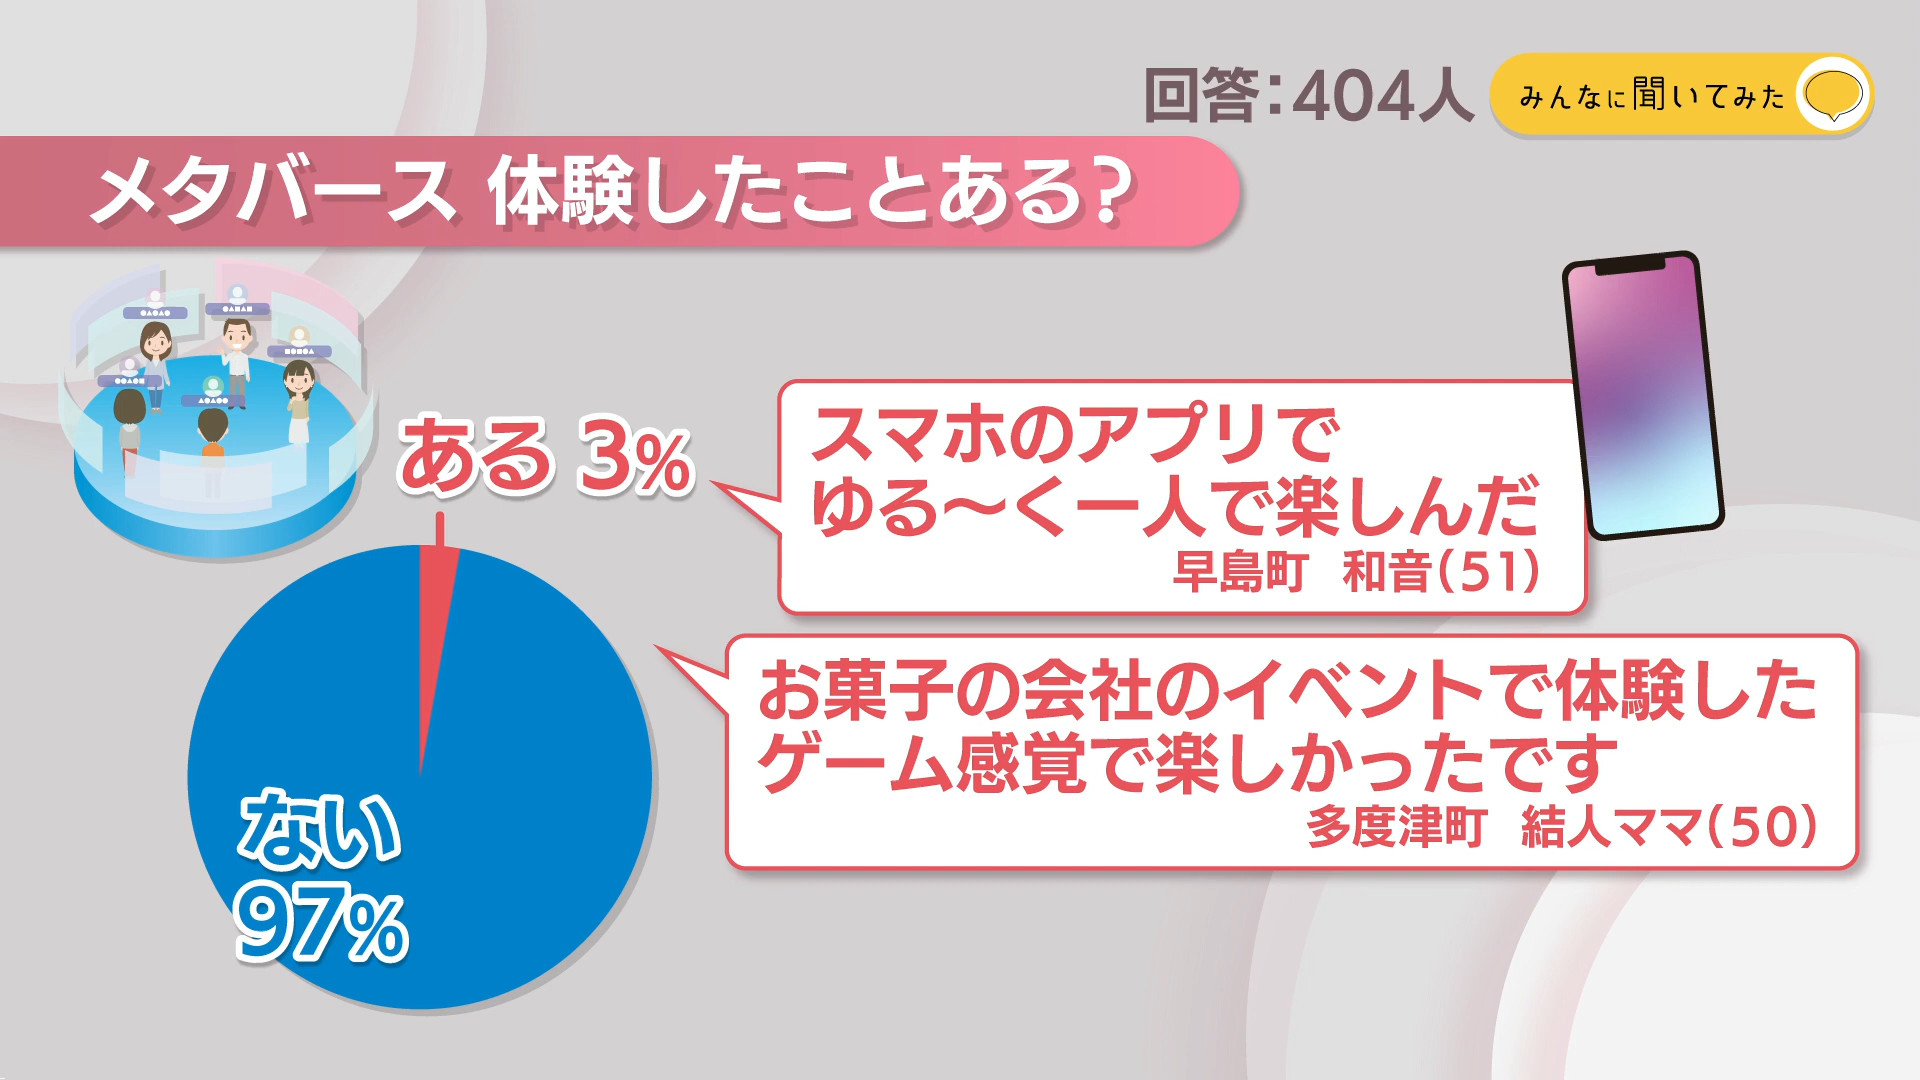 回答：404人
みんなに聞いてみた
メタバース 体験したことある？
ある 3%
スマホのアプリで
ゆる～く一人で楽しんだ
早島町 和音（51）
お菓子の会社のイベントで体験した
ゲーム感覚で楽しかったです
多度津町 結人ママ（50）
ない
97%